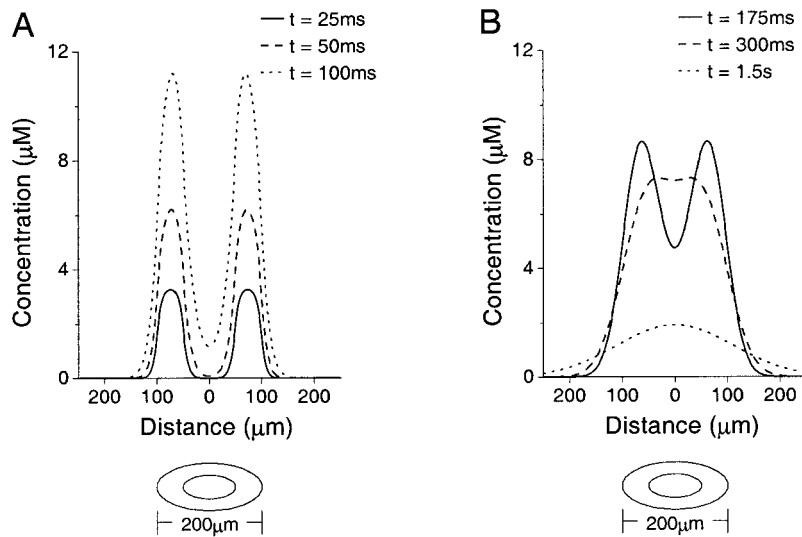 A
t = 25ms
t = 50ms
t = 100ms
12
8
4
0
Concentration (μM)
200 100 0 100 200
Distance (μm)
200μm
B
t = 175ms
t = 300ms
t = 1.5s
12
8
4
0
Concentration (μM)
200 100 0 100 200
Distance (μm)
200μm